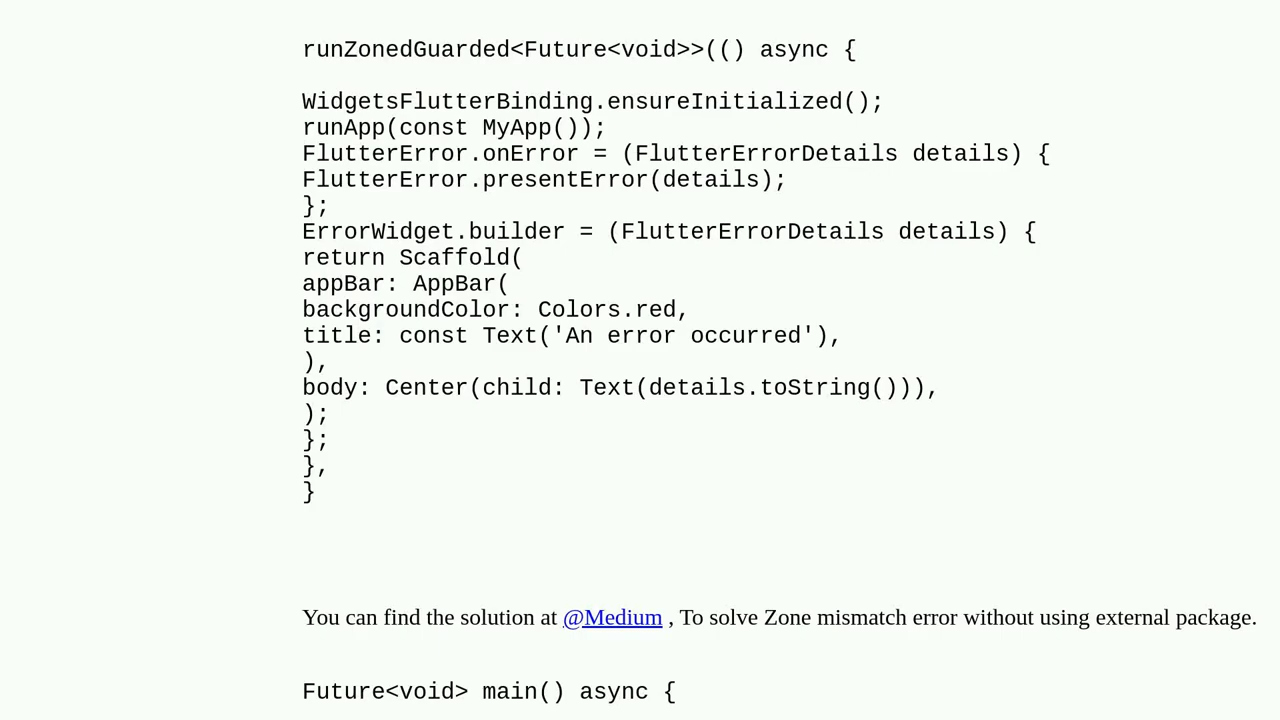 runZonedGuarded<Future<void>>(() async {
WidgetsFlutterBinding.ensureInitialized();
runApp(const MyApp());
FlutterError.onError = (FlutterErrorDetails details) {
FlutterError.presentError(details);
};
ErrorWidget.builder = (FlutterErrorDetails details) {
return Scaffold(
appBar: AppBar(
backgroundColor: Colors.red,
title: const Text('An error occurred'),
),
body: Center(child: Text(details.toString())),
);
};
},
}
You can find the solution at @Medium , To solve Zone mismatch error without using external package.
Future<void> main() async {